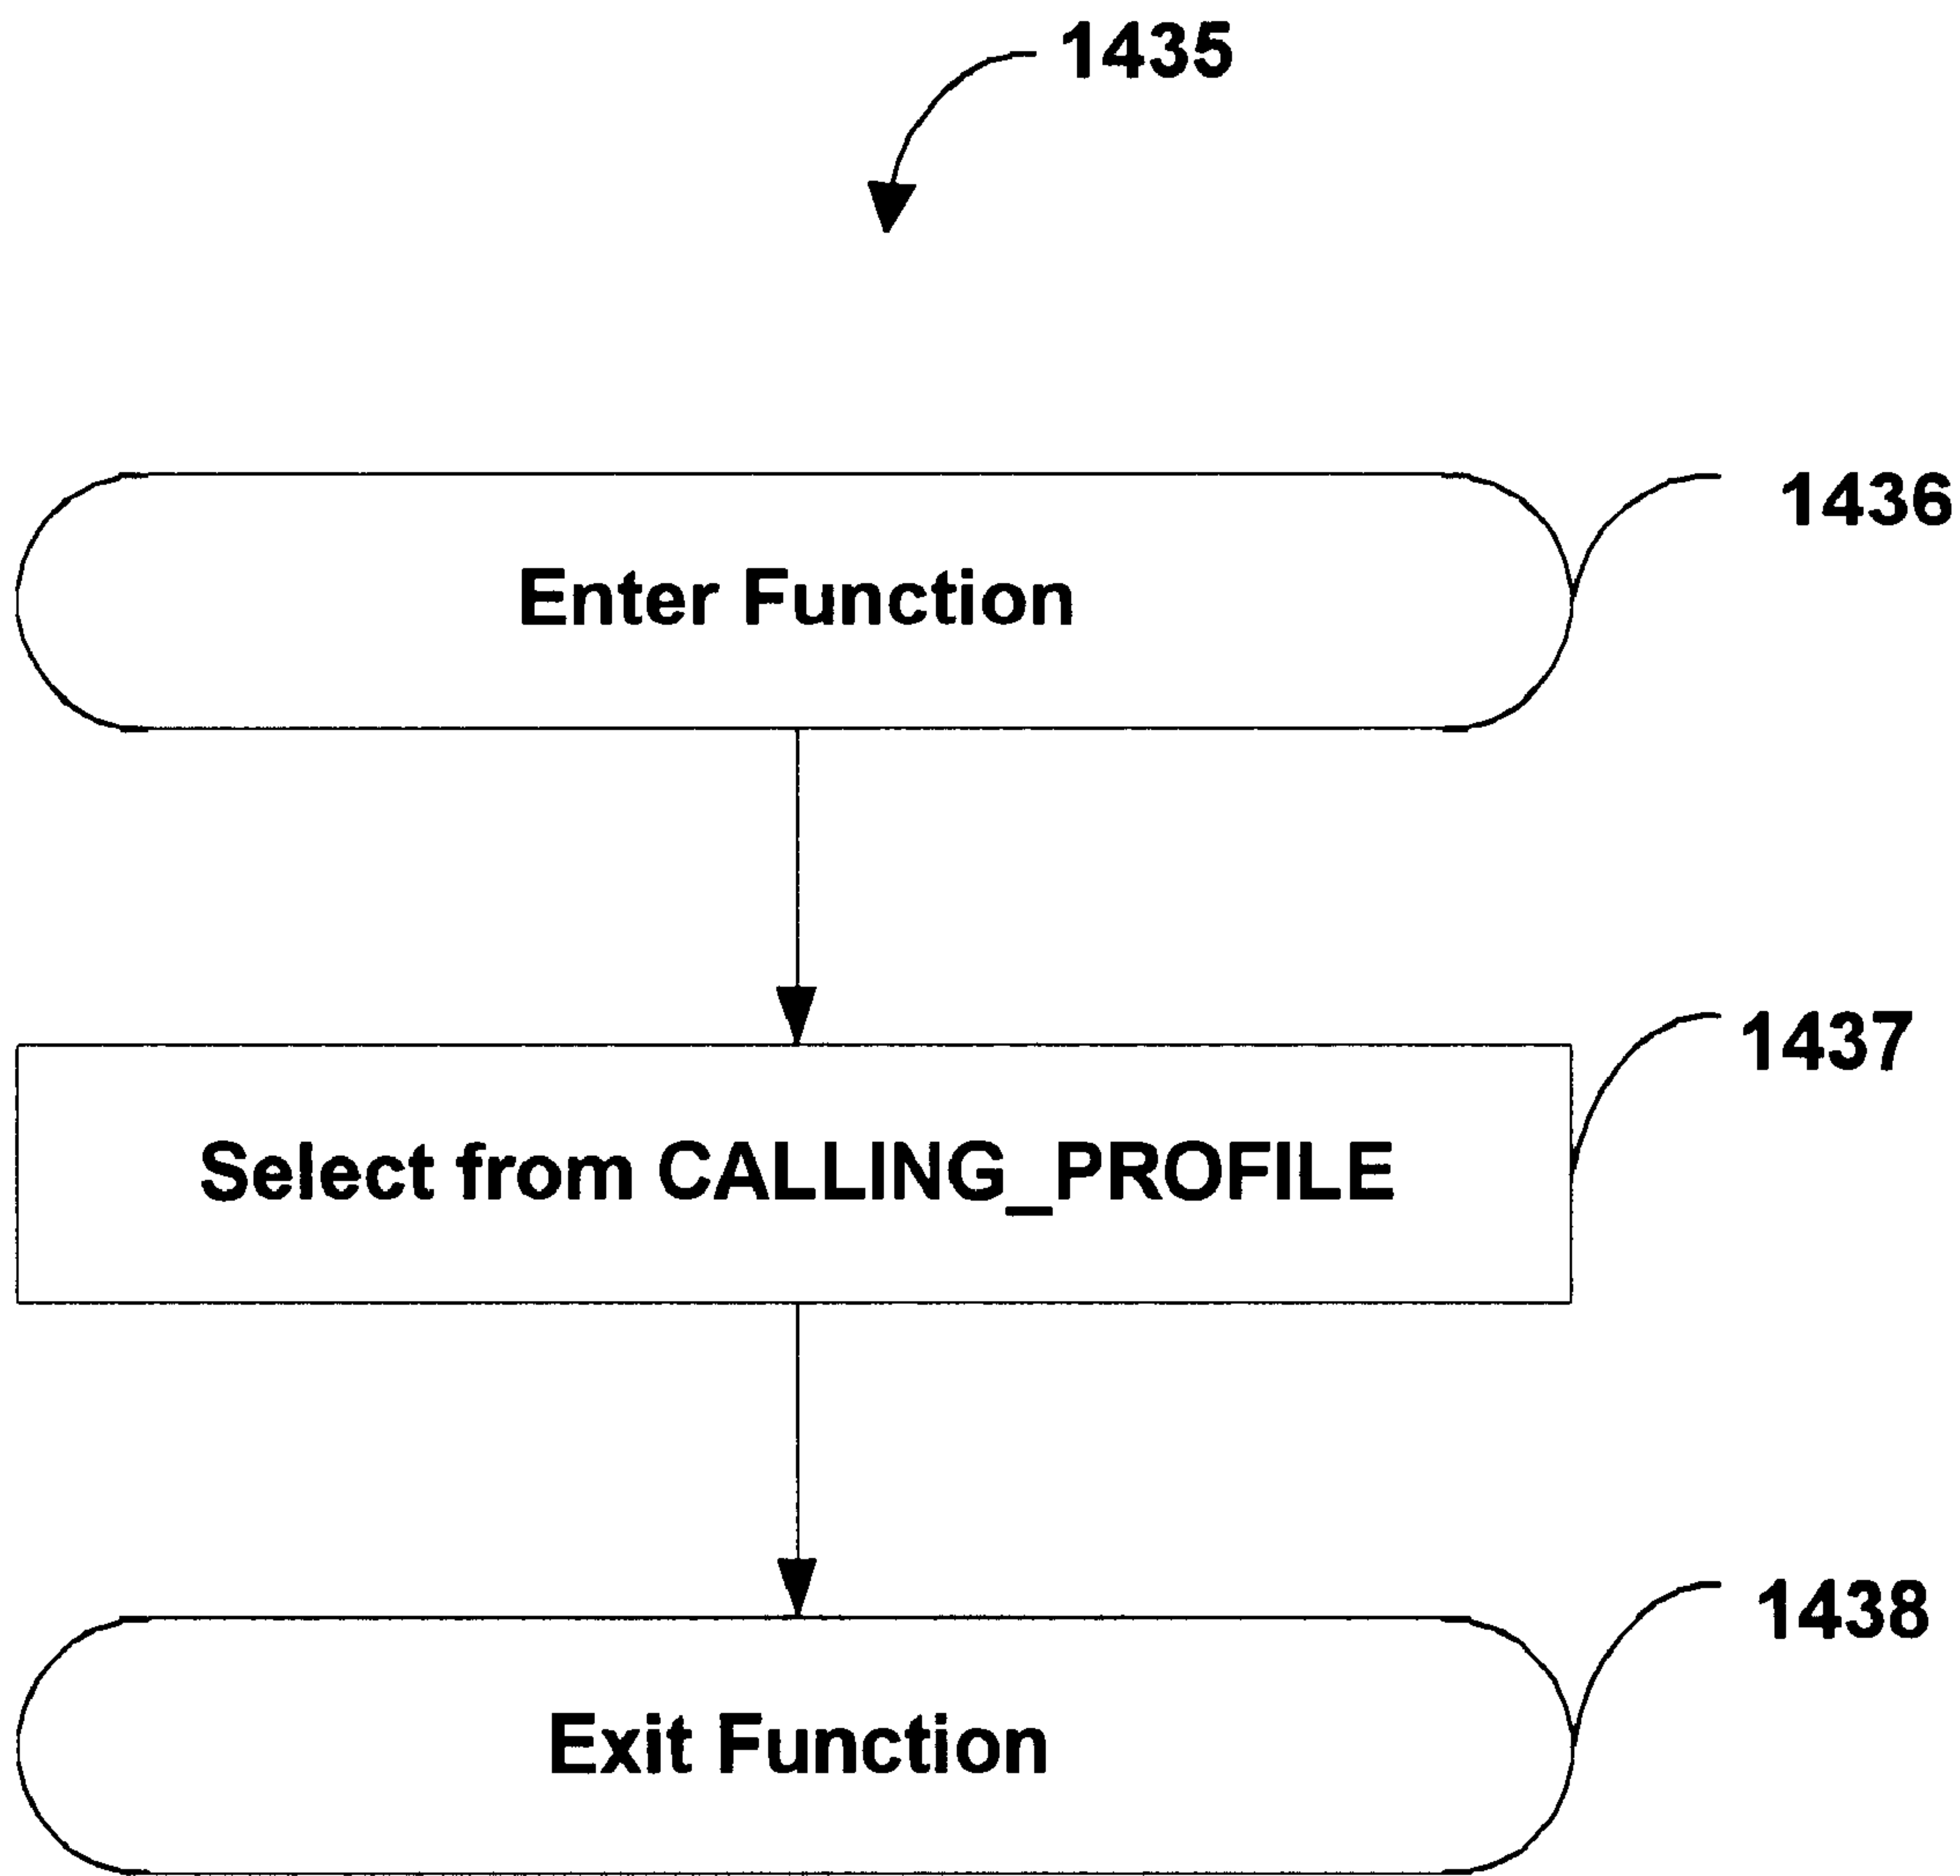 1435
1436
Enter Function
1437
Select from CALLING_PROFILE
1438
Exit Function